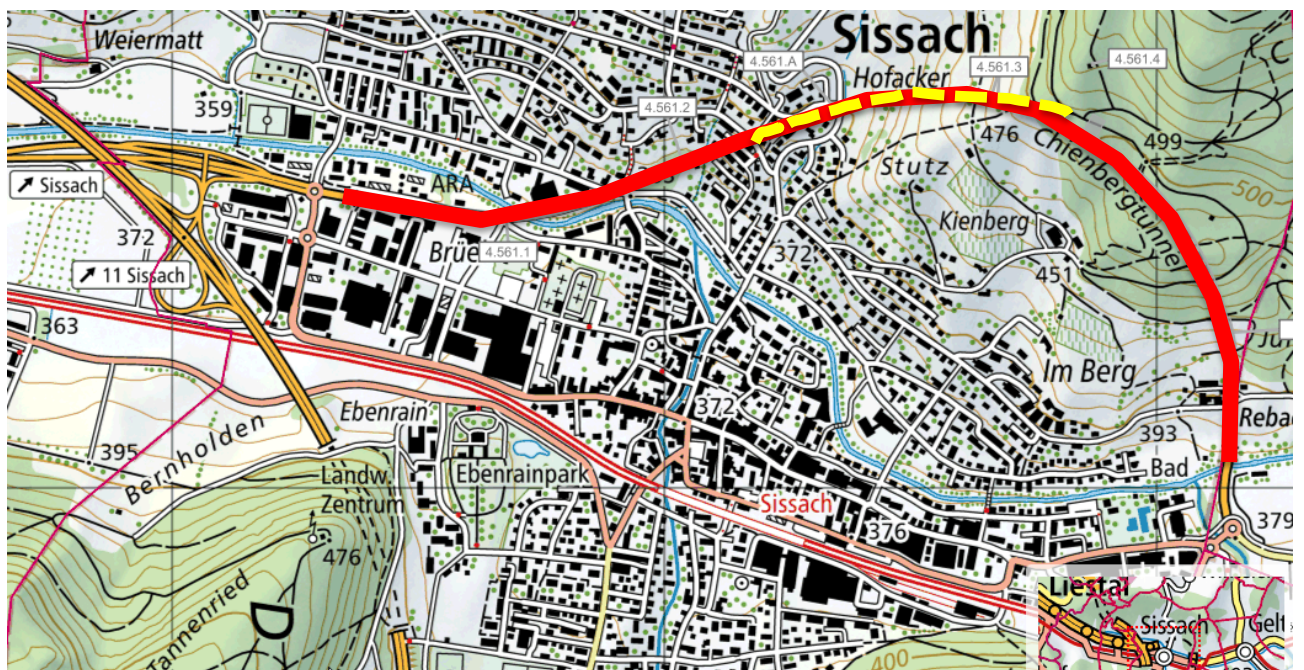 Sissach
Weiermatt
4.561.A
Hofacker
4.561.3
4.561.4
359
4.561.2
476
499
Chienbergtunnel
Stutz
500
Sissach
ARA
Kienberg
372
Brüe
4.561.1
372
451
11 Sissach
363
Im Berg
Ebenrain
372
Reba
393
395
Bernholden
Landw.
Zentrum
Ebenrainpark
Bad
Sissach
376
379
476
Tannenried
D
400
Liestal
Sissach
Gelt